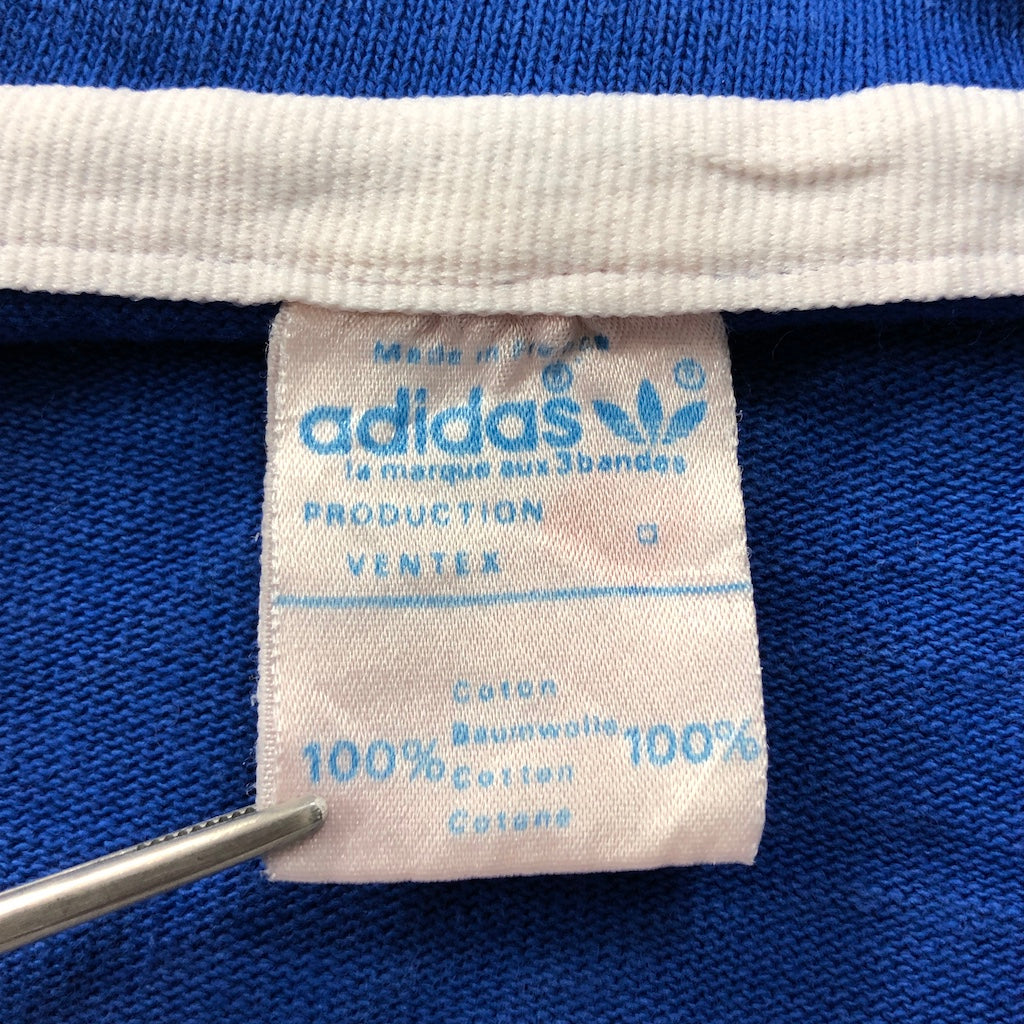 Made in France
adidas®
®
la marque aux 3 bandes
PRODUCTION
VENTEX
Coton
Baumwolle
100% 100%
Cotton
Cotone